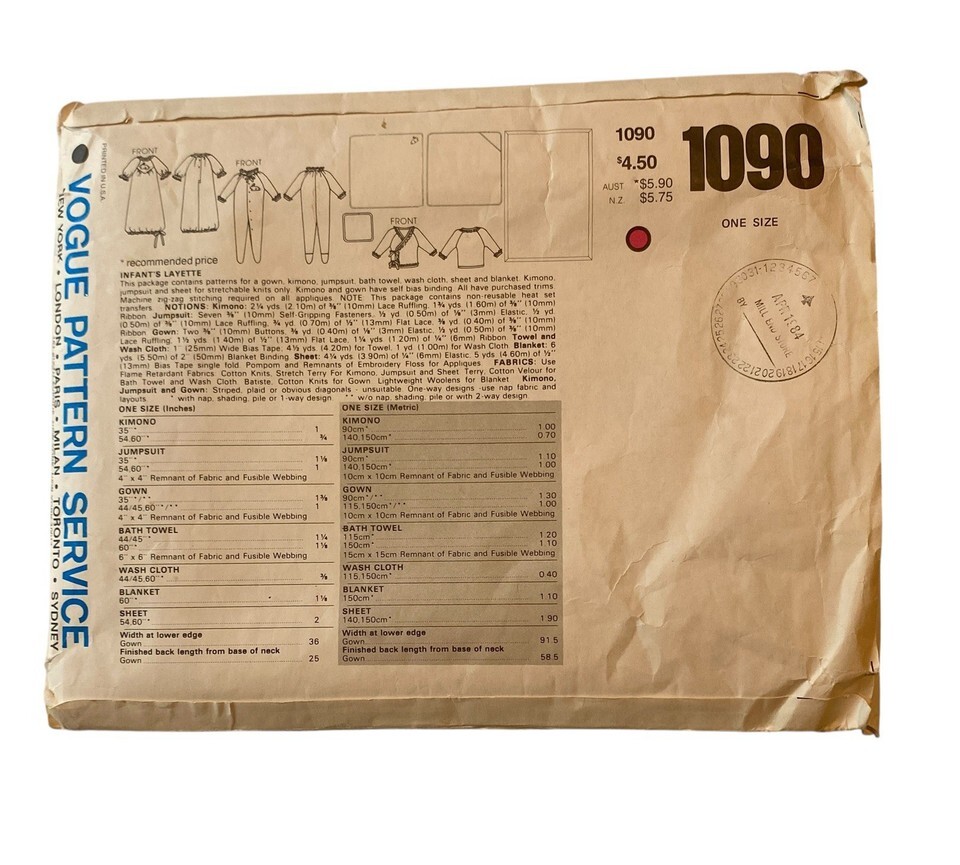 1090
$4.50
AUST *$5.90
N.Z. $5.75
1090
ONE SIZE
PRINTED IN U.S.A.
VOGUE PATTERN SERVICE
NEW YORK • LONDON • PARIS • MILAN • TORONTO • SYDNEY
FRONT
FRONT
FRONT
BY
APR 16 84
MILL END STORE
* recommended price
INFANT'S LAYETTE
This package contains patterns for a gown, kimono, jumpsuit, bath towel, wash cloth, sheet and blanket. Kimono,
jumpsuit and sheet for stretchable knits only. Kimono and gown have self bias binding. All have purchased trims.
Machine zig-zag stitching required on all appliques. NOTE: This package contains non-reusable heat set
transfers. NOTIONS: Kimono: 2¼ yds. (2.10m) of ⅜" (10mm) Lace Ruffling, 1¾ yds. (1.60m) of ⅜" (10mm)
Ribbon. Jumpsuit: Seven ⅜" (10mm) Self-Gripping Fasteners, ½ yd. (0.50m) of ⅛" (3mm) Elastic, ½ yd.
(0.50m) of ⅜" (10mm) Lace Ruffling, ¾ yd. (0.70m) of ½" (13mm) Flat Lace, ⅜ yd. (0.40m) of ⅜" (10mm)
Ribbon. Gown: Two ⅜" (10mm) Buttons, ⅜ yd. (0.40m) of ⅛" (3mm) Elastic, ½ yd. (0.50m) of ⅜" (10mm)
Lace Ruffling, 1½ yds. (1.40m) of ½" (13mm) Flat Lace, 1¼ yds. (1.20m) of ¼" (6mm) Ribbon. Towel and
Wash Cloth: 1" (25mm) Wide Bias Tape, 4½ yds. (4.20m) for Towel, 1 yd. (1.00m) for Wash Cloth. Blanket: 6
yds. (5.50m) of 2" (50mm) Blanket Binding. Sheet: 4¼ yds. (3.90m) of ¼" (6mm) Elastic, 5 yds. (4.60m) of ½"
(13mm) Bias Tape single fold. Pompom and Remnants of Embroidery Floss for Appliques. FABRICS: Use
Flame Retardant Fabrics. Cotton Knits, Stretch Terry For Kimono, Jumpsuit and Sheet. Terry, Cotton Velour for
Bath Towel and Wash Cloth. Batiste, Cotton Knits for Gown. Lightweight Woolens for Blanket. Kimono,
Jumpsuit and Gown: Striped, plaid or obvious diagonals - unsuitable. One-way designs - use nap fabric and
layouts. * with nap, shading, pile or 1-way design. ** w/o nap, shading, pile or with 2-way design.
ONE SIZE (Inches)
KIMONO
35"* 1
54,60"* ¾
JUMPSUIT
35"* 1⅛
54,60"* 1
4" x 4" Remnant of Fabric and Fusible Webbing
GOWN
35"*/** 1⅜
44/45,60"*/** 1
4" x 4" Remnant of Fabric and Fusible Webbing
BATH TOWEL
44/45"* 1¼
60"* 1⅛
6" x 6" Remnant of Fabric and Fusible Webbing
WASH CLOTH
44/45,60"* ⅜
BLANKET
60"* 1⅛
SHEET
54,60"* 2
Width at lower edge
Gown 36
Finished back length from base of neck
Gown 25
ONE SIZE (Metric)
KIMONO
90cm* 1.00
140,150cm* 0.70
JUMPSUIT
90cm* 1.10
140,150cm* 1.00
10cm x 10cm Remnant of Fabric and Fusible Webbing
GOWN
90cm*/** 1.30
115,150cm*/** 1.00
10cm x 10cm Remnant of Fabric and Fusible Webbing
BATH TOWEL
115cm* 1.20
150cm* 1.10
15cm x 15cm Remnant of Fabric and Fusible Webbing
WASH CLOTH
115,150cm* 0.40
BLANKET
150cm* 1.10
SHEET
140,150cm* 1.90
Width at lower edge
Gown 91.5
Finished back length from base of neck
Gown 58.5